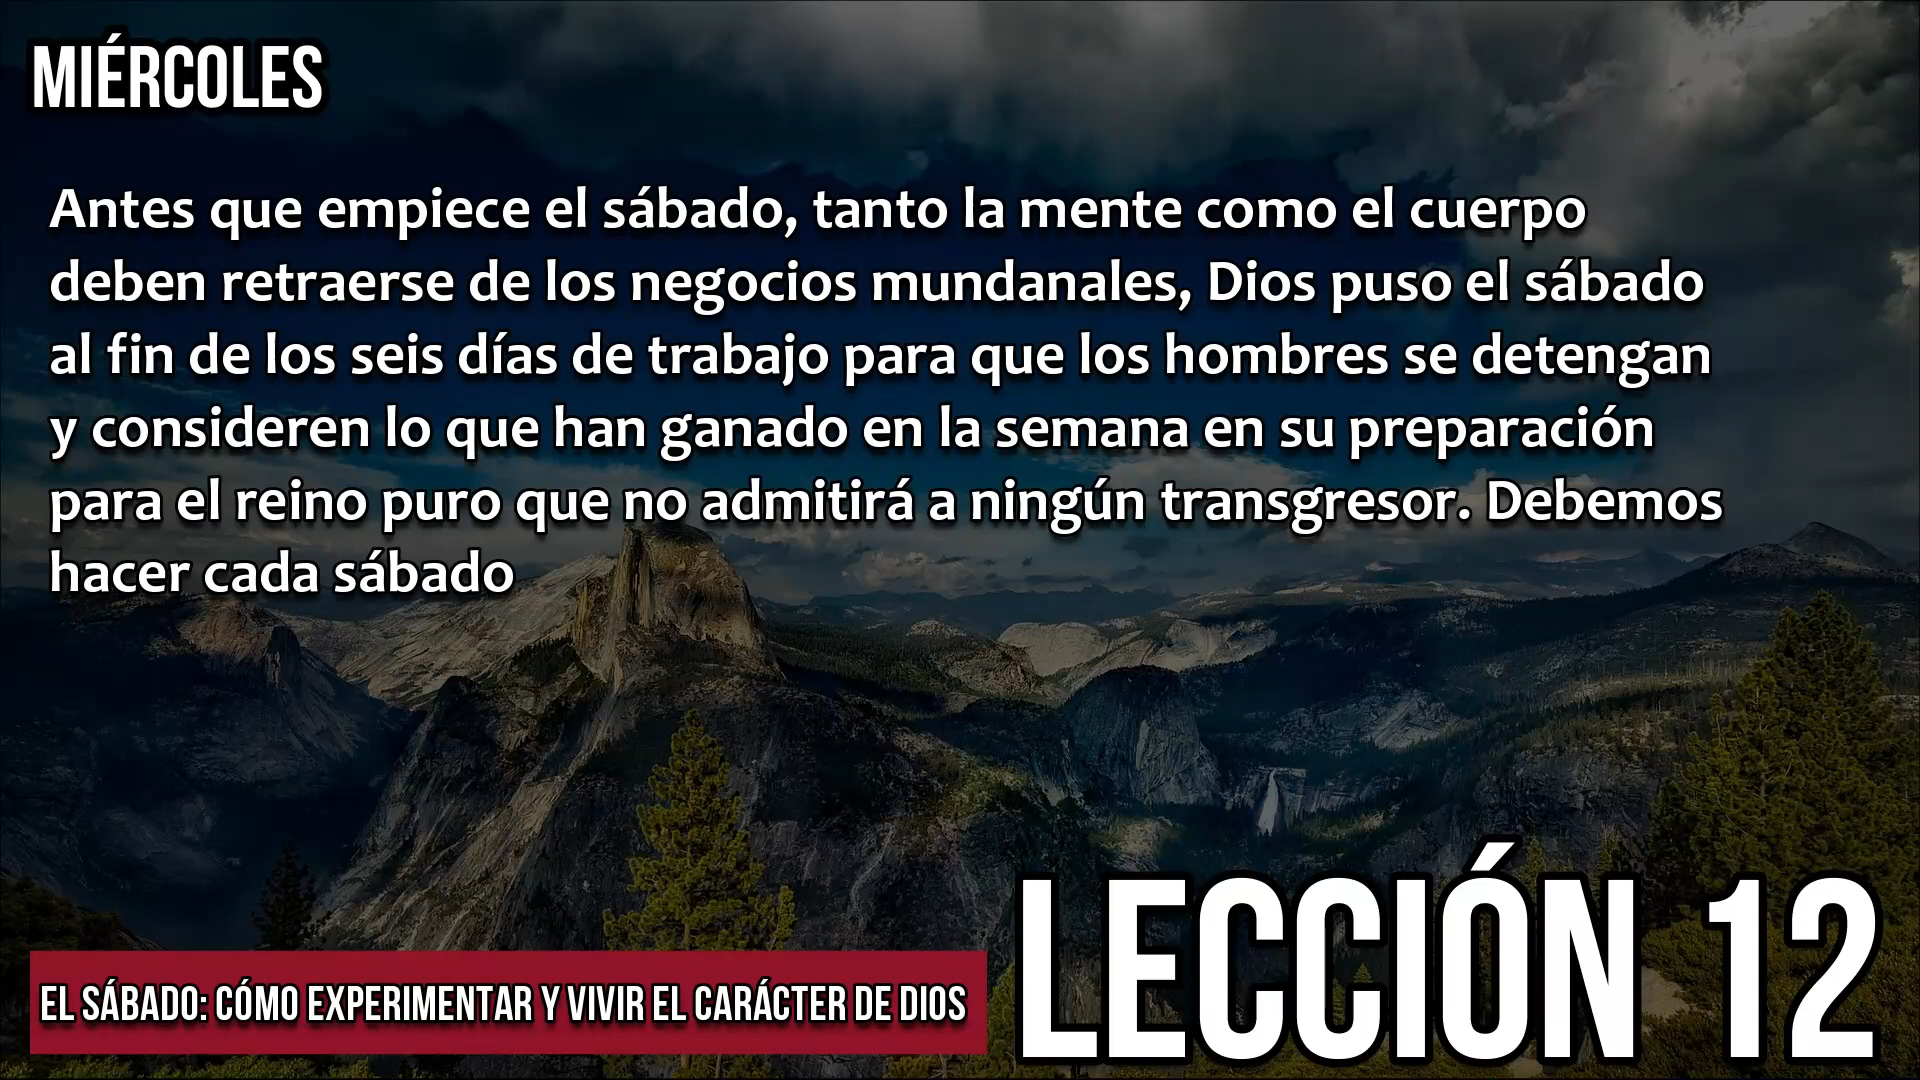 MIÉRCOLES
Antes que empiece el sábado, tanto la mente como el cuerpo
deben retraerse de los negocios mundanales, Dios puso el sábado
al fin de los seis días de trabajo para que los hombres se detengan
y consideren lo que han ganado en la semana en su preparación
para el reino puro que no admitirá a ningún transgresor. Debemos
hacer cada sábado
EL SÁBADO: CÓMO EXPERIMENTAR Y VIVIR EL CARÁCTER DE DIOS
LECCIÓN 12